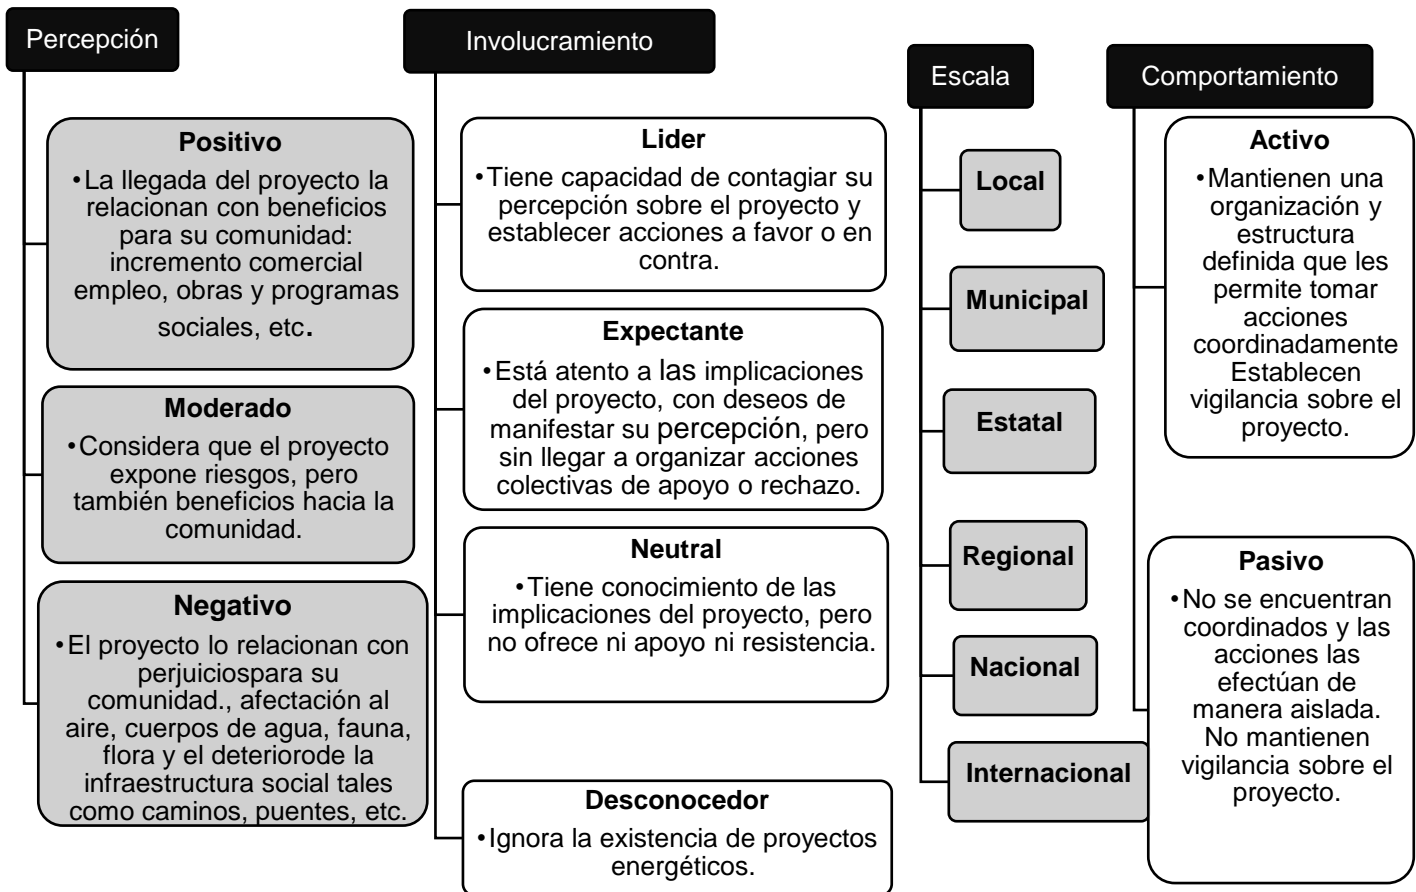 Percepción
Positivo
•La llegada del proyecto la
relacionan con beneficios
para su comunidad:
incremento comercial
empleo, obras y programas
sociales, etc.
Moderado
•Considera que el proyecto
expone riesgos, pero
también beneficios hacia la
comunidad.
Negativo
•El proyecto lo relacionan con
perjuiciospara su
comunidad., afectación al
aire, cuerpos de agua, fauna,
flora y el deteriorode la
infraestructura social tales
como caminos, puentes, etc.
Involucramiento
Lider
•Tiene capacidad de contagiar su
percepción sobre el proyecto y
establecer acciones a favor o en
contra.
Expectante
•Está atento a las implicaciones
del proyecto, con deseos de
manifestar su percepción, pero
sin llegar a organizar acciones
colectivas de apoyo o rechazo.
Neutral
•Tiene conocimiento de las
implicaciones del proyecto, pero
no ofrece ni apoyo ni resistencia.
Desconocedor
•Ignora la existencia de proyectos
energéticos.
Escala
Local
Municipal
Estatal
Regional
Nacional
Internacional
Comportamiento
Activo
•Mantienen una
organización y
estructura
definida que les
permite tomar
acciones
coordinadamente
Establecen
vigilancia sobre el
proyecto.
Pasivo
•No se encuentran
coordinados y las
acciones las
efectúan de
manera aislada.
No mantienen
vigilancia sobre el
proyecto.